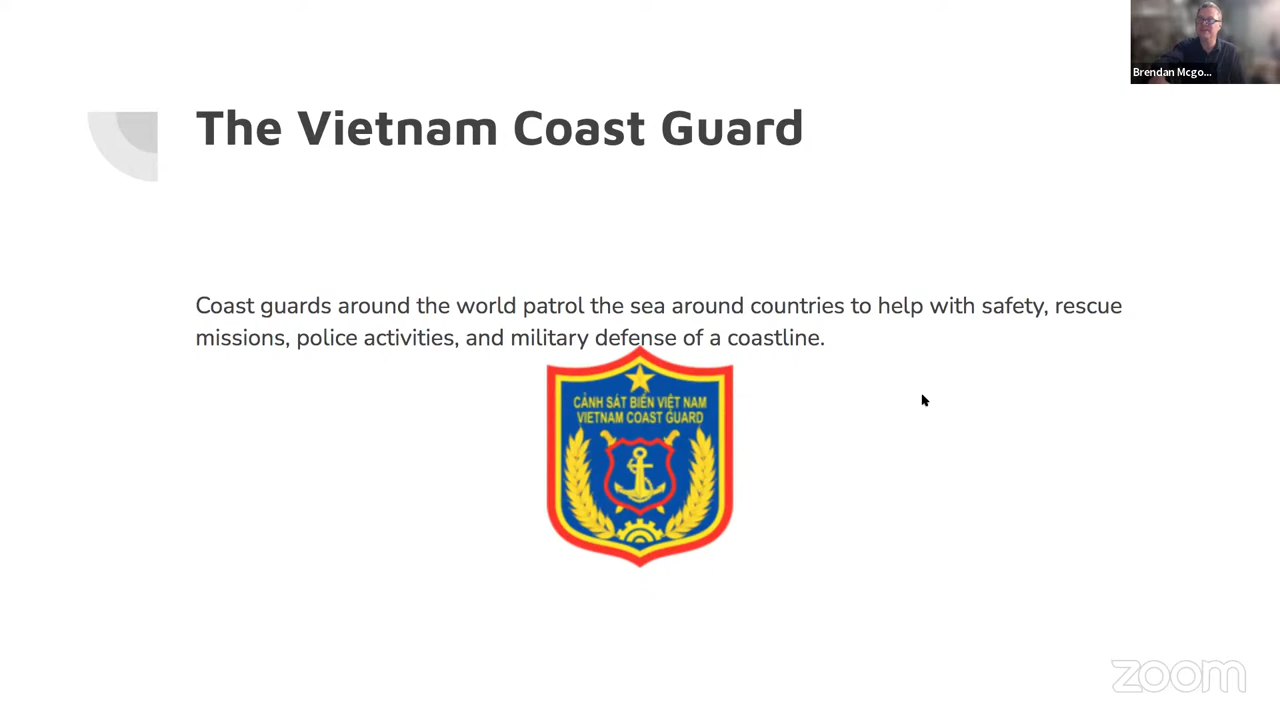 Brendan Mcgo...
The Vietnam Coast Guard
Coast guards around the world patrol the sea around countries to help with safety, rescue
missions, police activities, and military defense of a coastline.
CẢNH SÁT BIỂN VIỆT NAM
VIETNAM COAST GUARD
zoom